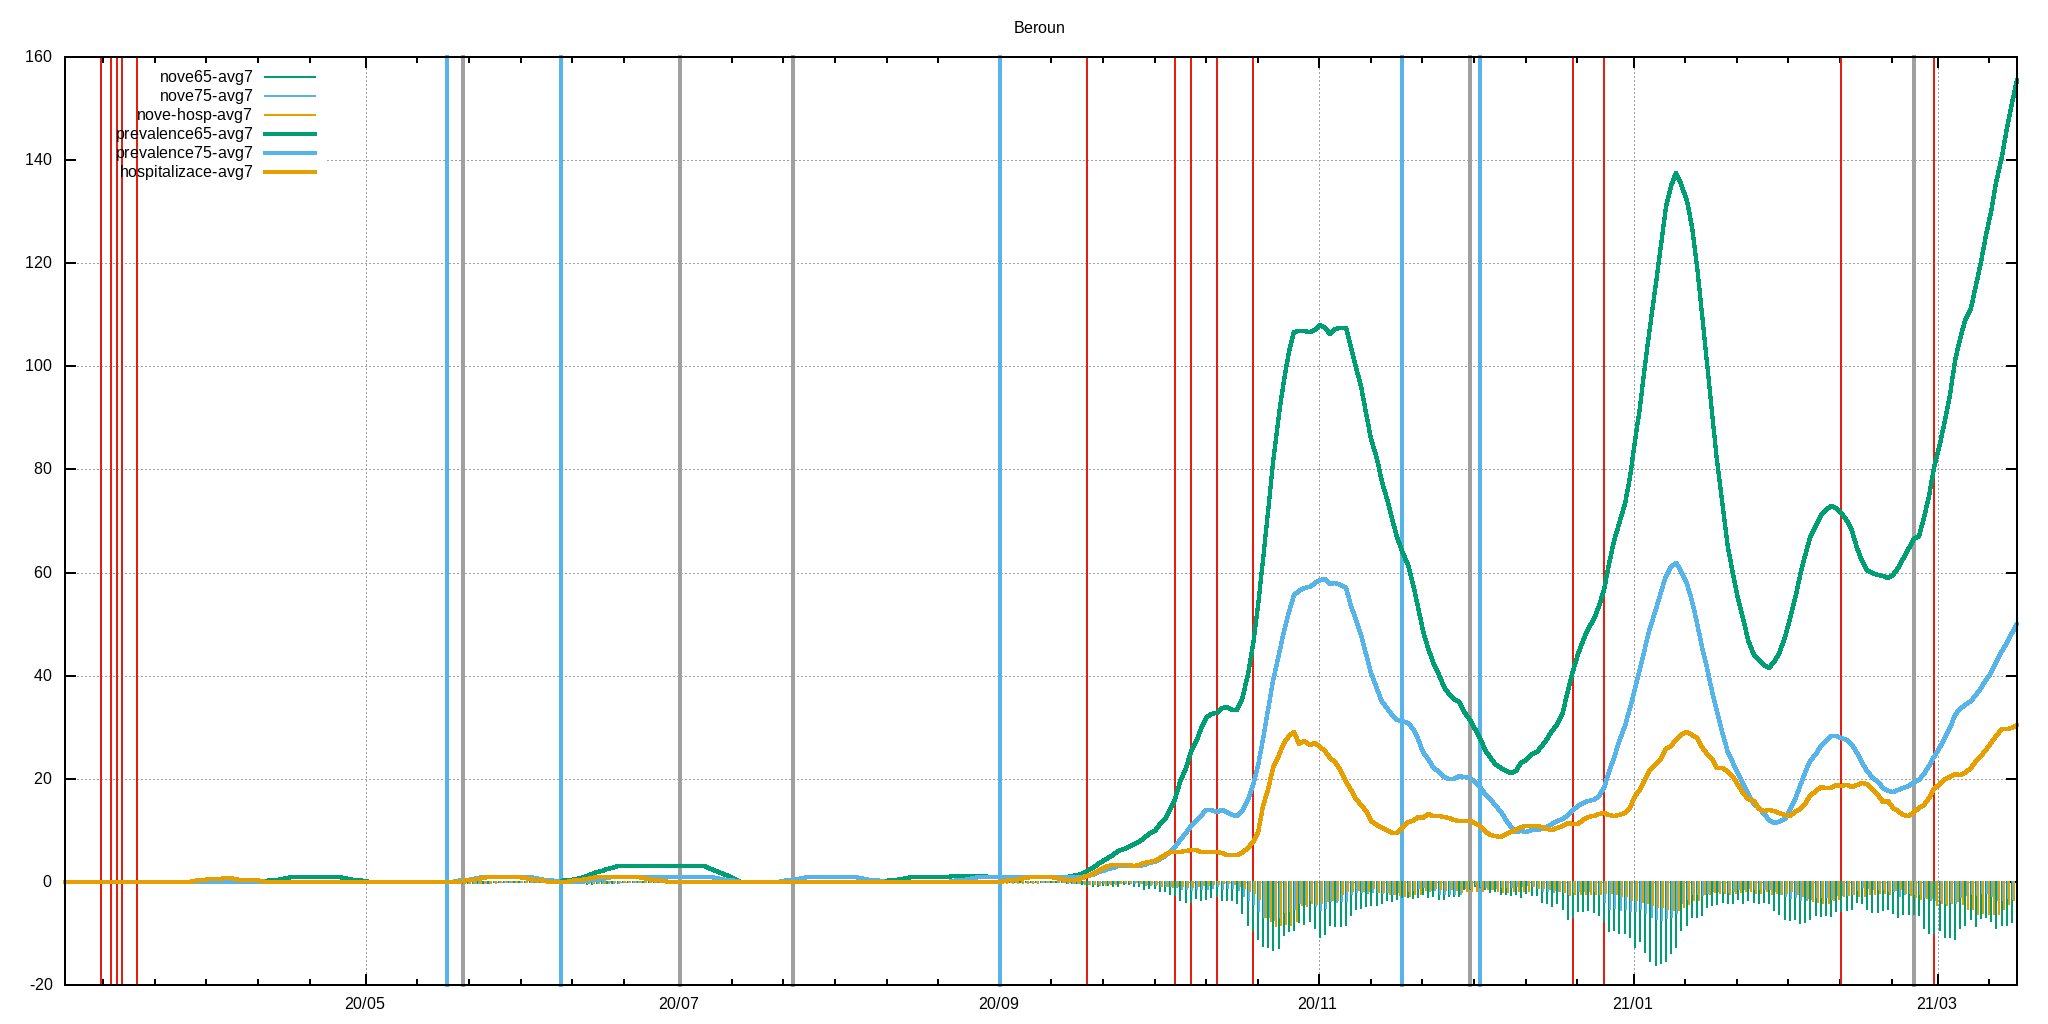 Beroun
160
140
120
100
80
60
40
20
0
-20
nove65-avg7
nove75-avg7
nove-hosp-avg7
prevalence65-avg7
prevalence75-avg7
hospitalizace-avg7
20/05
20/07
20/09
20/11
21/01
21/03